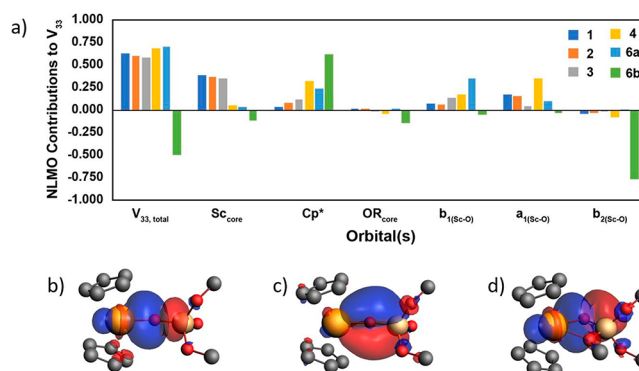 a)
NLMO Contributions to V33
1.000
0.750
0.500
0.250
0.000
-0.250
-0.500
-0.750
-1.000
1 4
2 6a
3 6b
V33, total Sccore Cp* ORcore b1(Sc-O) a1(Sc-O) b2(Sc-O)
Orbital(s)
b) c) d)